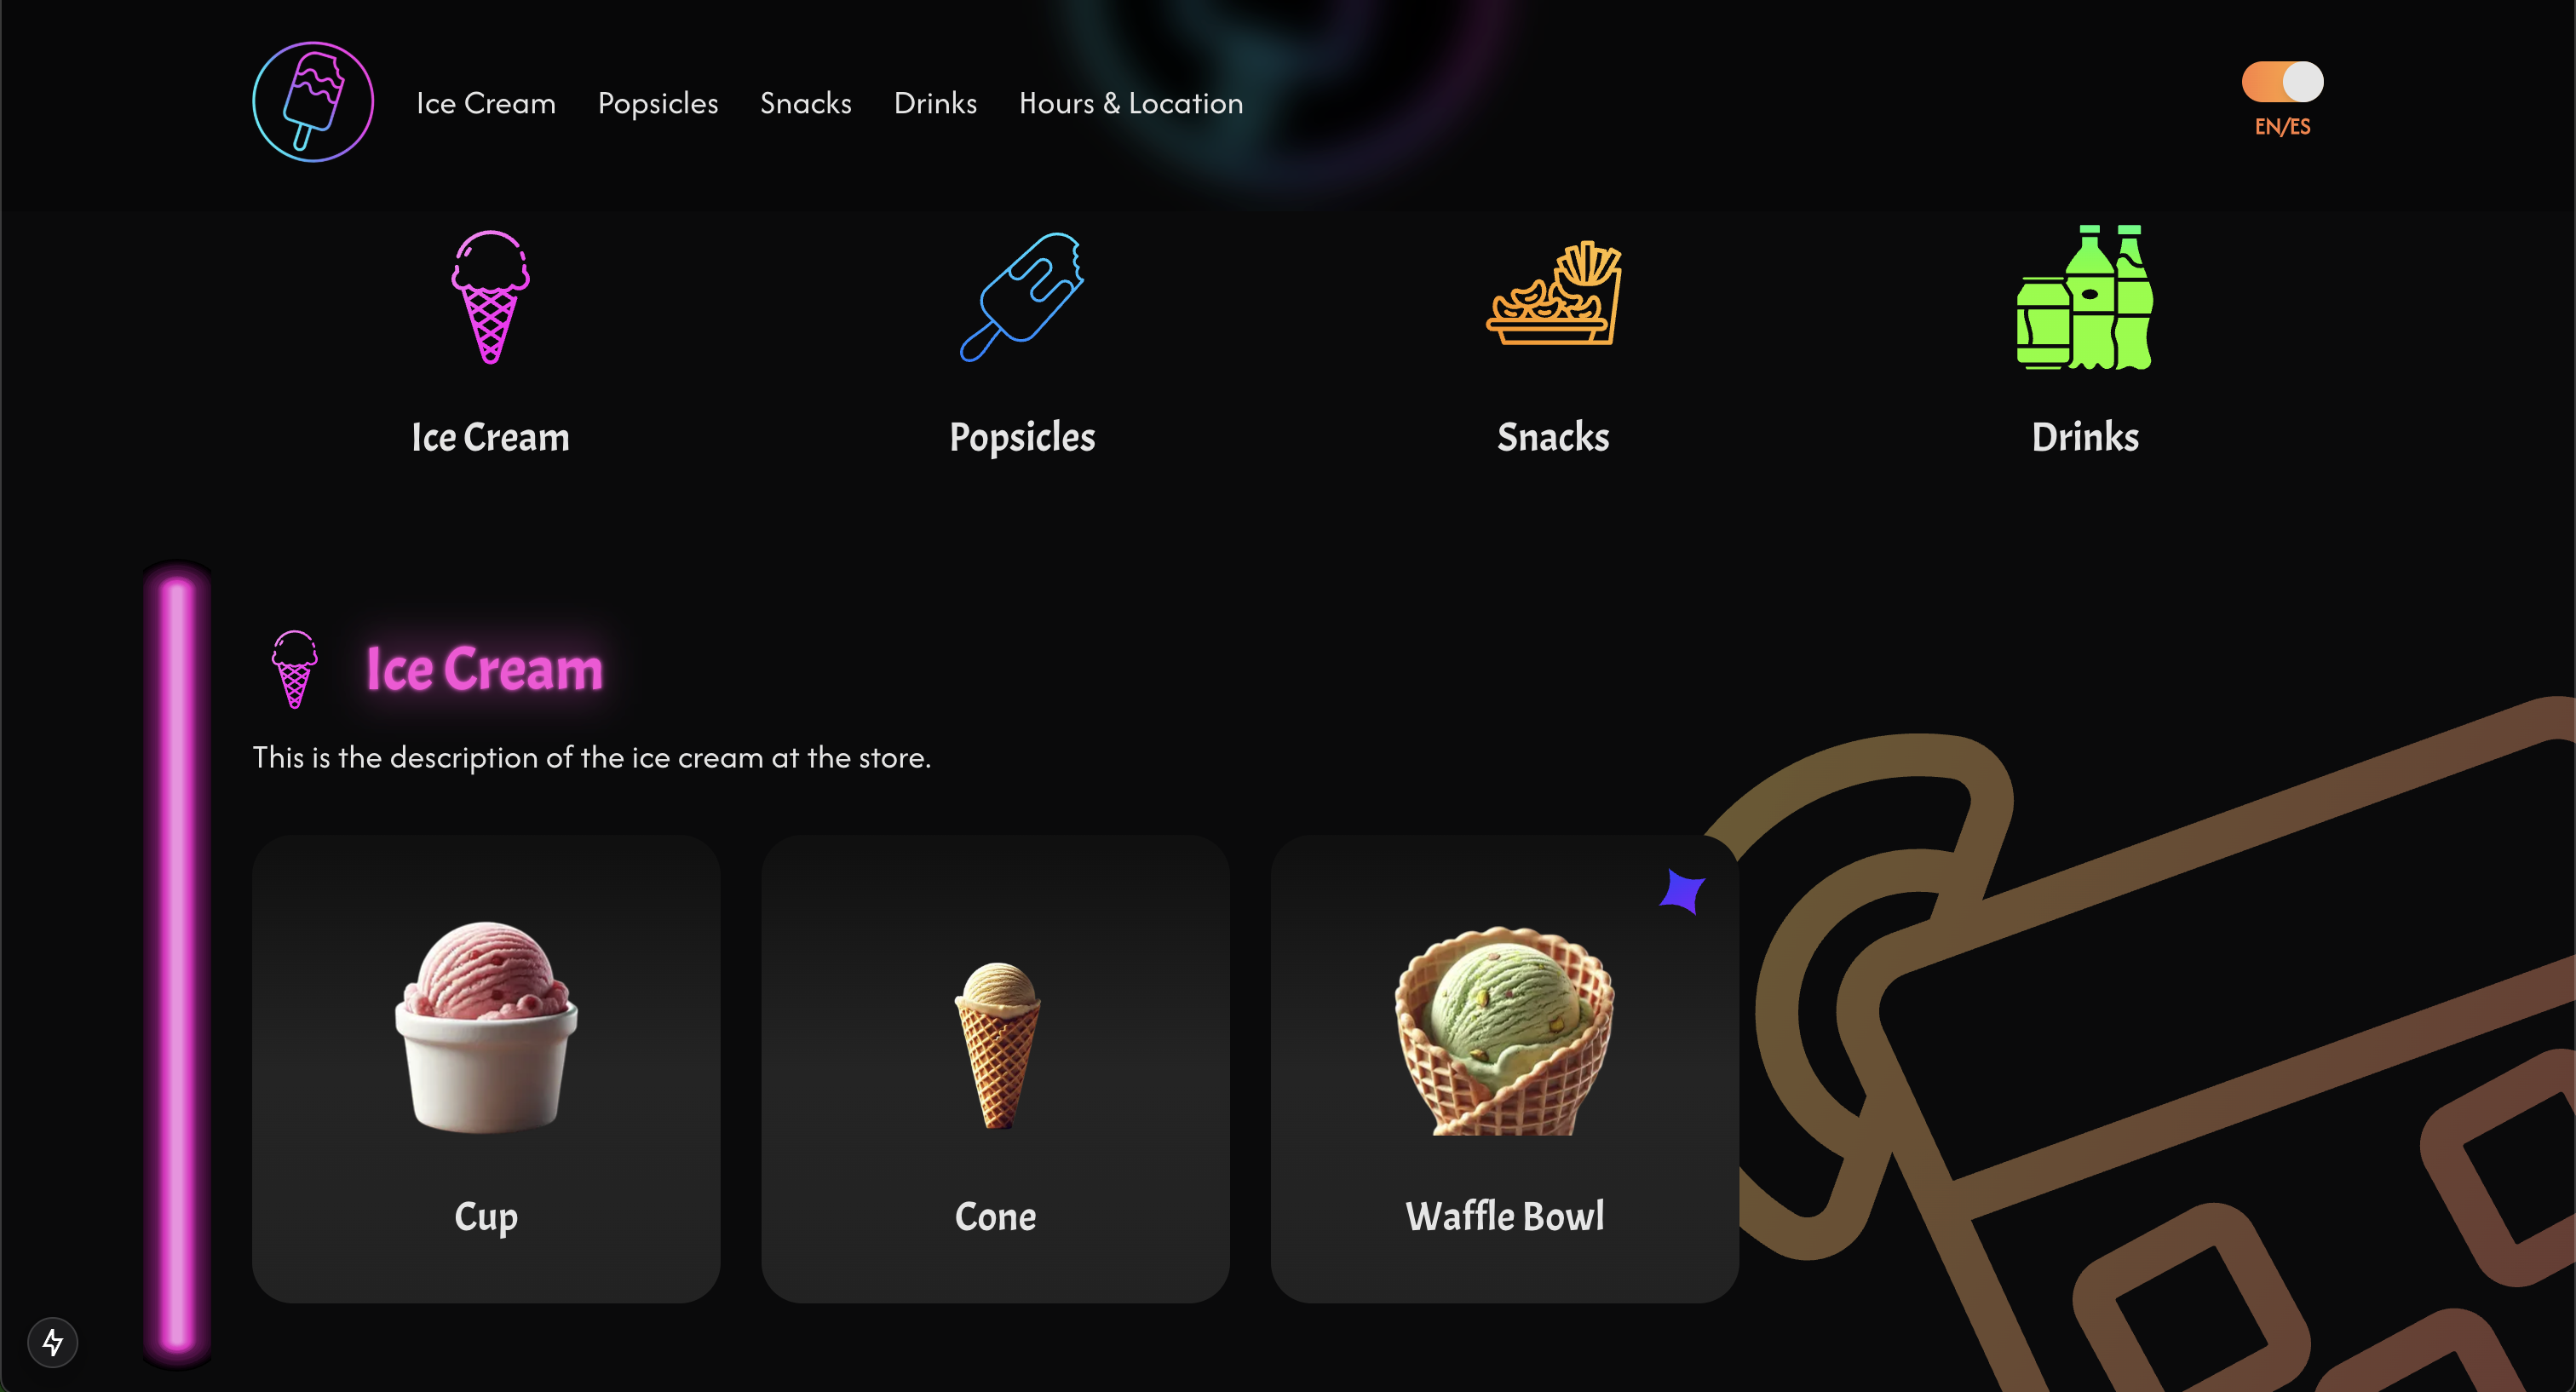 Ice Cream Popsicles Snacks Drinks Hours & Location
EN/ES
Ice Cream Popsicles Snacks Drinks
Ice Cream
This is the description of the ice cream at the store.
Cup Cone Waffle Bowl